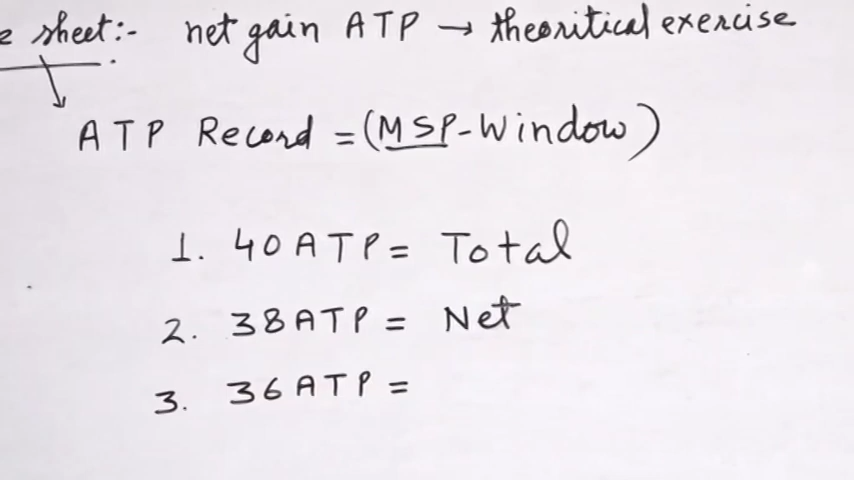 sheet:- net gain ATP → theoritical exercise
ATP Record = (MSP-Window)
1. 40 ATP = Total
2. 38 ATP = Net
3. 36 ATP =